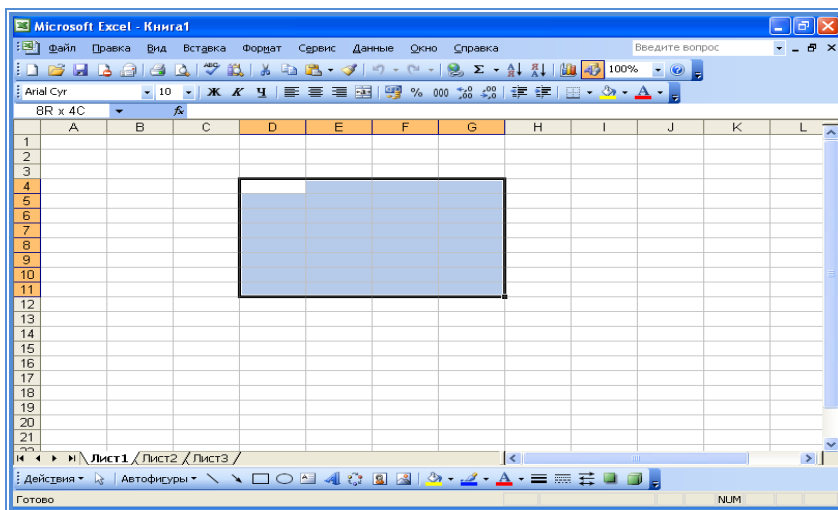 Microsoft Excel - Книга1
Файл Правка Вид Вставка Формат Сервис Данные Окно Справка Введите вопрос
100%
Arial Cyr 10 Ж К Ч % 000
8R x 4C fx
A B C D E F G H I J K L
1
2
3
4
5
6
7
8
9
10
11
12
13
14
15
16
17
18
19
20
21
Лист1 Лист2 Лист3
Действия Автофигуры
Готово NUM